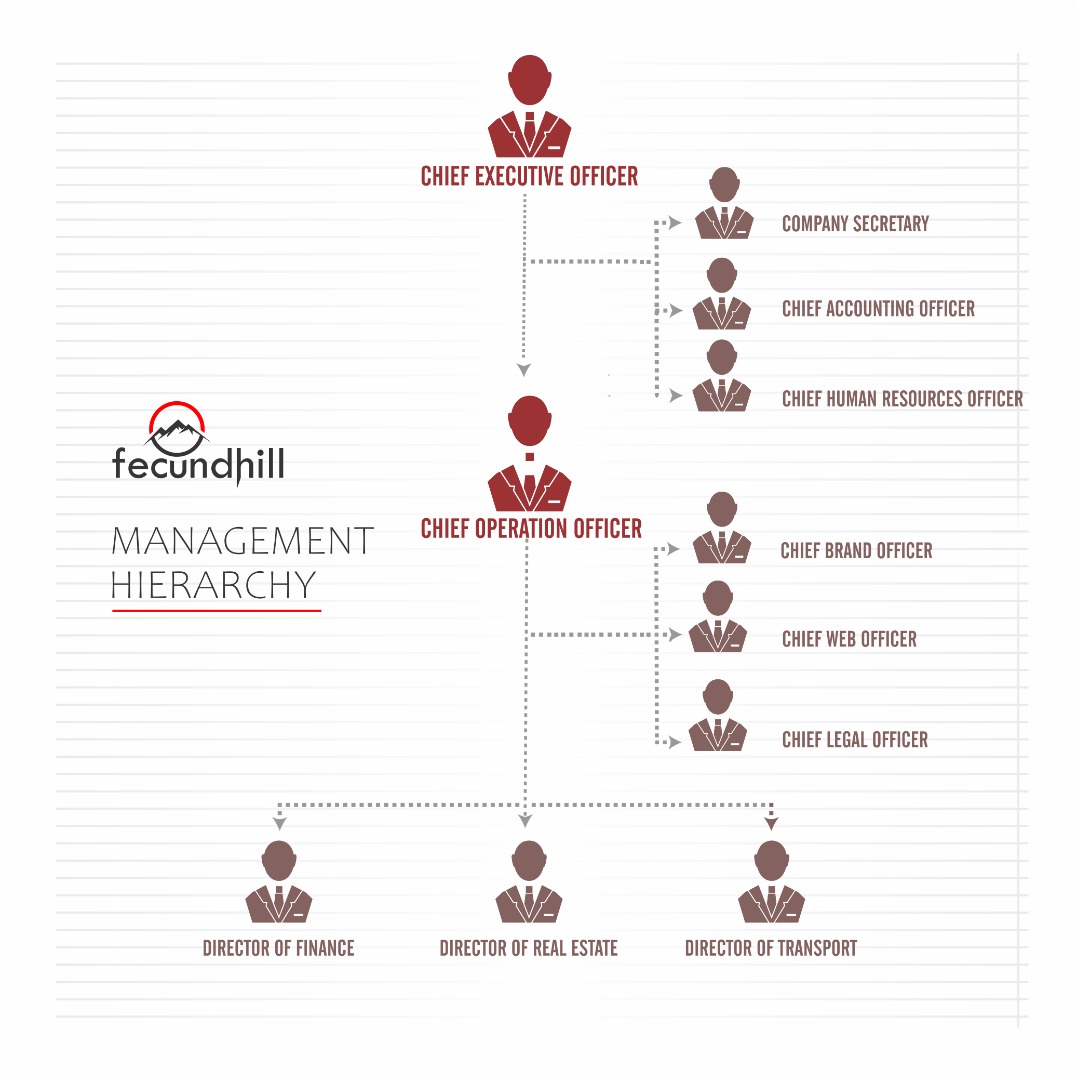 CHIEF EXECUTIVE OFFICER
COMPANY SECRETARY
CHIEF ACCOUNTING OFFICER
CHIEF HUMAN RESOURCES OFFICER
fecundhill
MANAGEMENT
HIERARCHY
CHIEF OPERATION OFFICER
CHIEF BRAND OFFICER
CHIEF WEB OFFICER
CHIEF LEGAL OFFICER
DIRECTOR OF FINANCE
DIRECTOR OF REAL ESTATE
DIRECTOR OF TRANSPORT